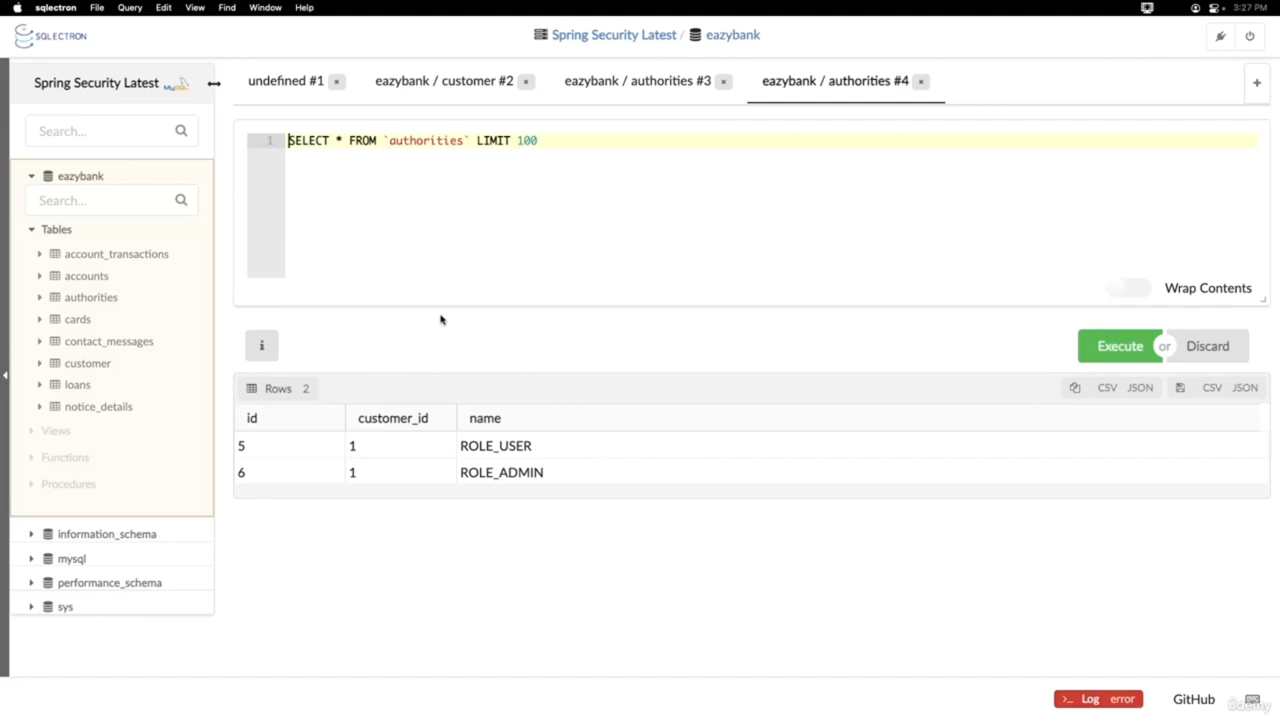 sqlectron File Query Edit View Find Window Help 3:27 PM
SQLECTRON
Spring Security Latest / eazybank
Spring Security Latest MySQL
undefined #1 ×
eazybank / customer #2 ×
eazybank / authorities #3 ×
eazybank / authorities #4 ×
+
Search...
eazybank
Search...
Tables
account_transactions
accounts
authorities
cards
contact_messages
customer
loans
notice_details
Views
Functions
Procedures
information_schema
mysql
performance_schema
sys
1 SELECT * FROM `authorities` LIMIT 100
Wrap Contents
i
Execute or Discard
Rows 2 CSV JSON CSV JSON
id customer_id name
5 1 ROLE_USER
6 1 ROLE_ADMIN
>_ Log error GitHub
ûdemy